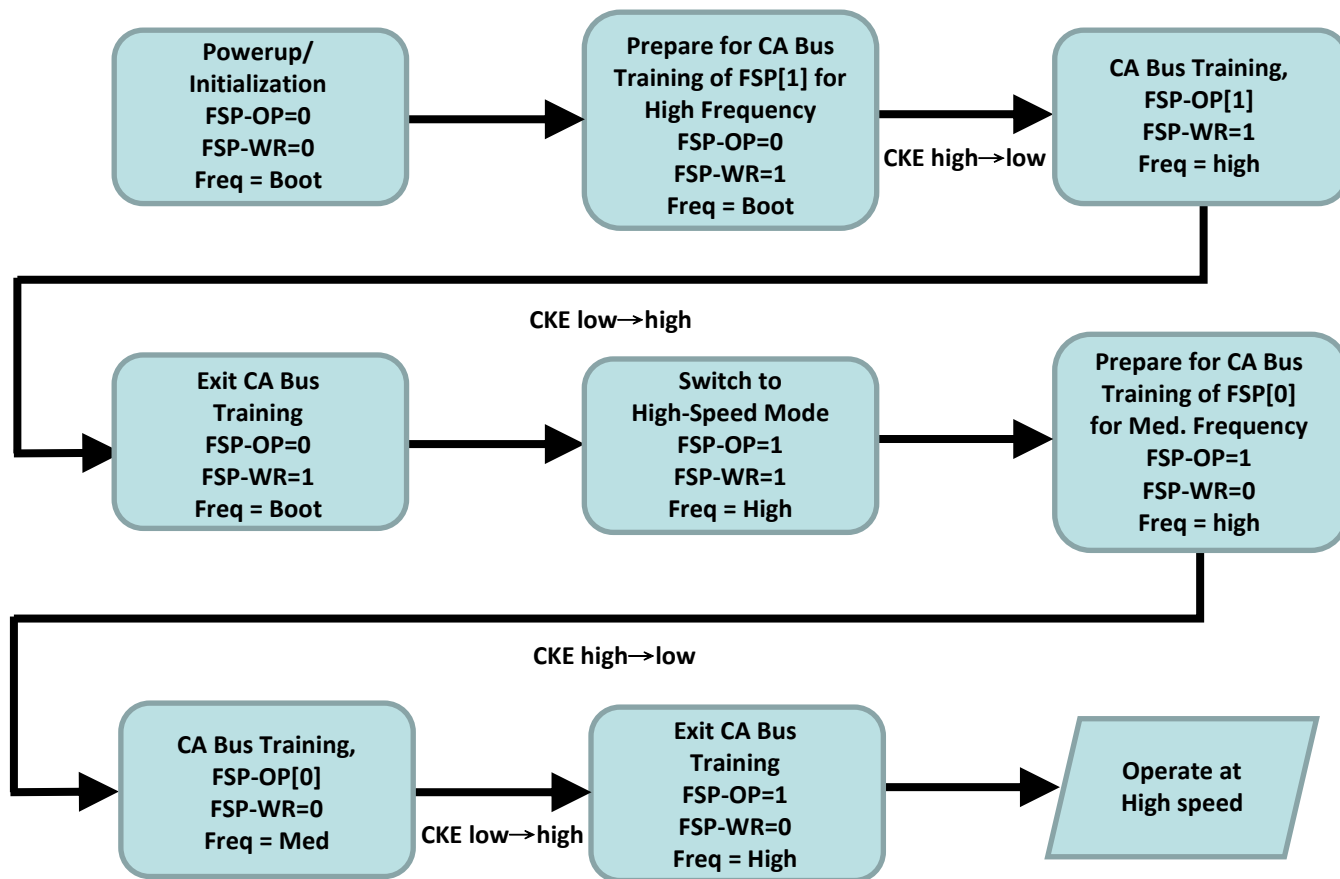 Powerup/
Initialization
FSP-OP=0
FSP-WR=0
Freq = Boot
Prepare for CA Bus
Training of FSP[1] for
High Frequency
FSP-OP=0
FSP-WR=1
Freq = Boot
CKE high→low
CA Bus Training,
FSP-OP[1]
FSP-WR=1
Freq = high
CKE low→high
Exit CA Bus
Training
FSP-OP=0
FSP-WR=1
Freq = Boot
Switch to
High-Speed Mode
FSP-OP=1
FSP-WR=1
Freq = High
Prepare for CA Bus
Training of FSP[0]
for Med. Frequency
FSP-OP=1
FSP-WR=0
Freq = high
CKE high→low
CA Bus Training,
FSP-OP[0]
FSP-WR=0
Freq = Med
CKE low→high
Exit CA Bus
Training
FSP-OP=1
FSP-WR=0
Freq = High
Operate at
High speed